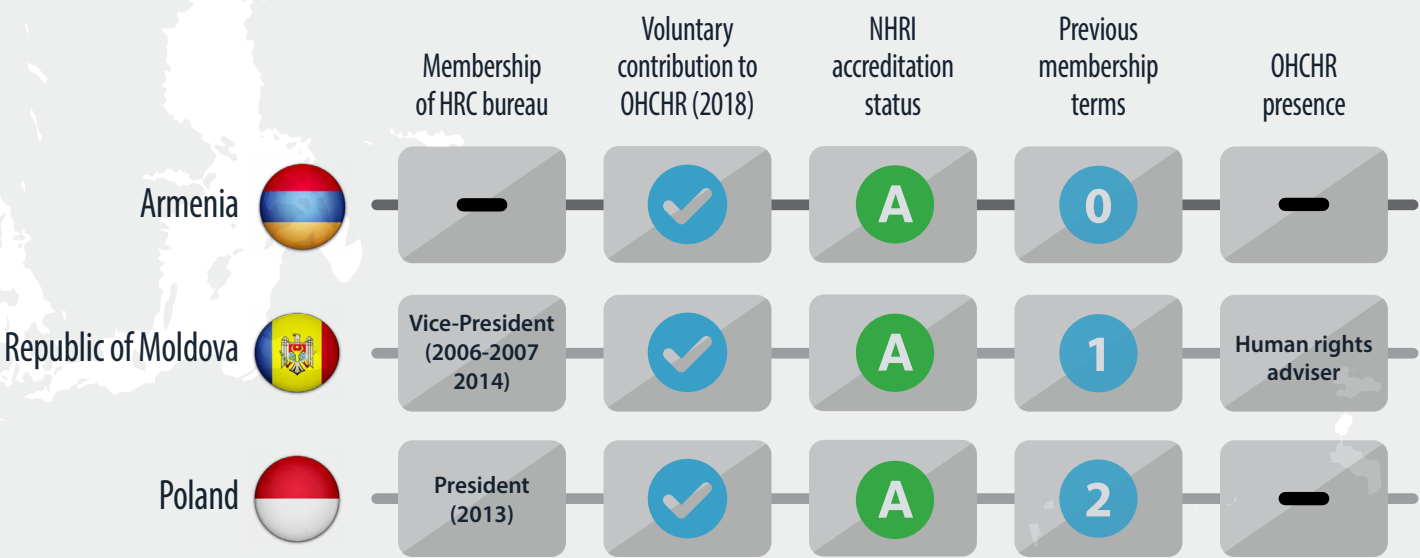 Membership
of HRC bureau
Voluntary
contribution to
OHCHR (2018)
NHRI
accreditation
status
Previous
membership
terms
OHCHR
presence
Armenia
A
0
Republic of Moldova
Vice-President
(2006-2007
2014)
A
1
Human rights
adviser
Poland
President
(2013)
A
2